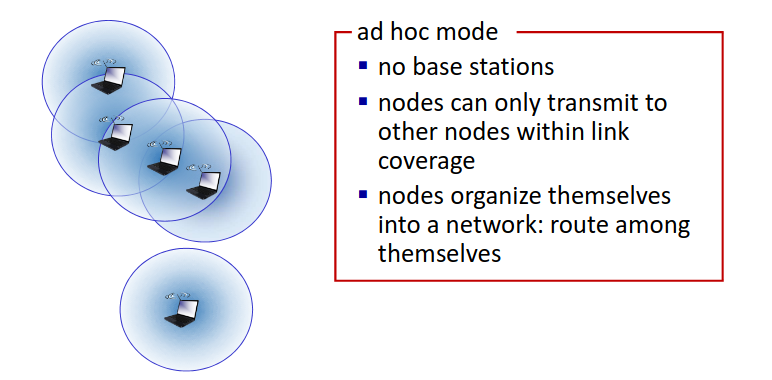 ad hoc mode
▪ no base stations
▪ nodes can only transmit to
other nodes within link
coverage
▪ nodes organize themselves
into a network: route among
themselves